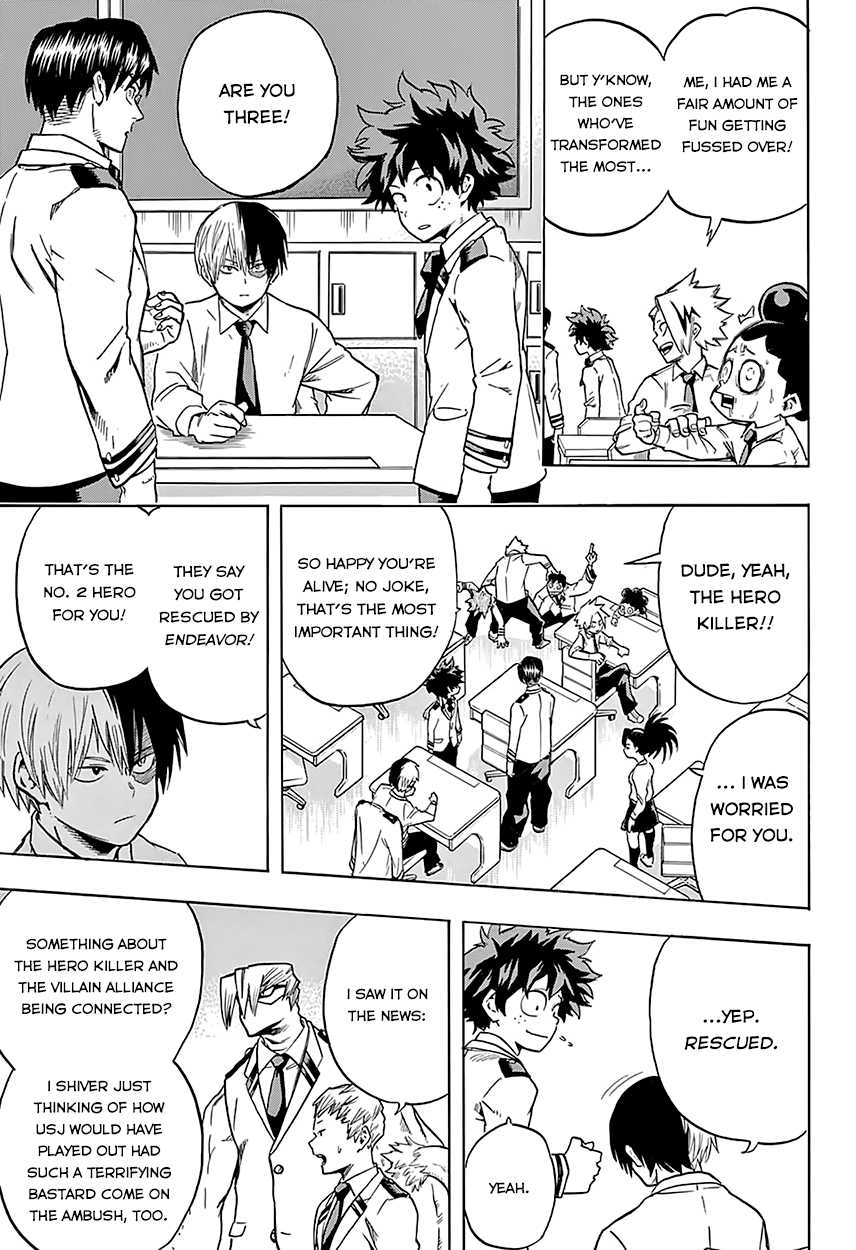 ME, I HAD ME A
FAIR AMOUNT OF
FUN GETTING
FUSSED OVER!
BUT Y'KNOW,
THE ONES
WHO'VE
TRANSFORMED
THE MOST...
ARE YOU
THREE!
DUDE, YEAH,
THE HERO
KILLER!!
... I WAS
WORRIED
FOR YOU.
SO HAPPY YOU'RE
ALIVE; NO JOKE,
THAT'S THE MOST
IMPORTANT THING!
THEY SAY
YOU GOT
RESCUED BY
ENDEAVOR!
THAT'S THE
NO. 2 HERO
FOR YOU!
...YEP.
RESCUED.
YEAH.
I SAW IT ON
THE NEWS:
SOMETHING ABOUT
THE HERO KILLER AND
THE VILLAIN ALLIANCE
BEING CONNECTED?
I SHIVER JUST
THINKING OF HOW
USJ WOULD HAVE
PLAYED OUT HAD
SUCH A TERRIFYING
BASTARD COME ON
THE AMBUSH, TOO.